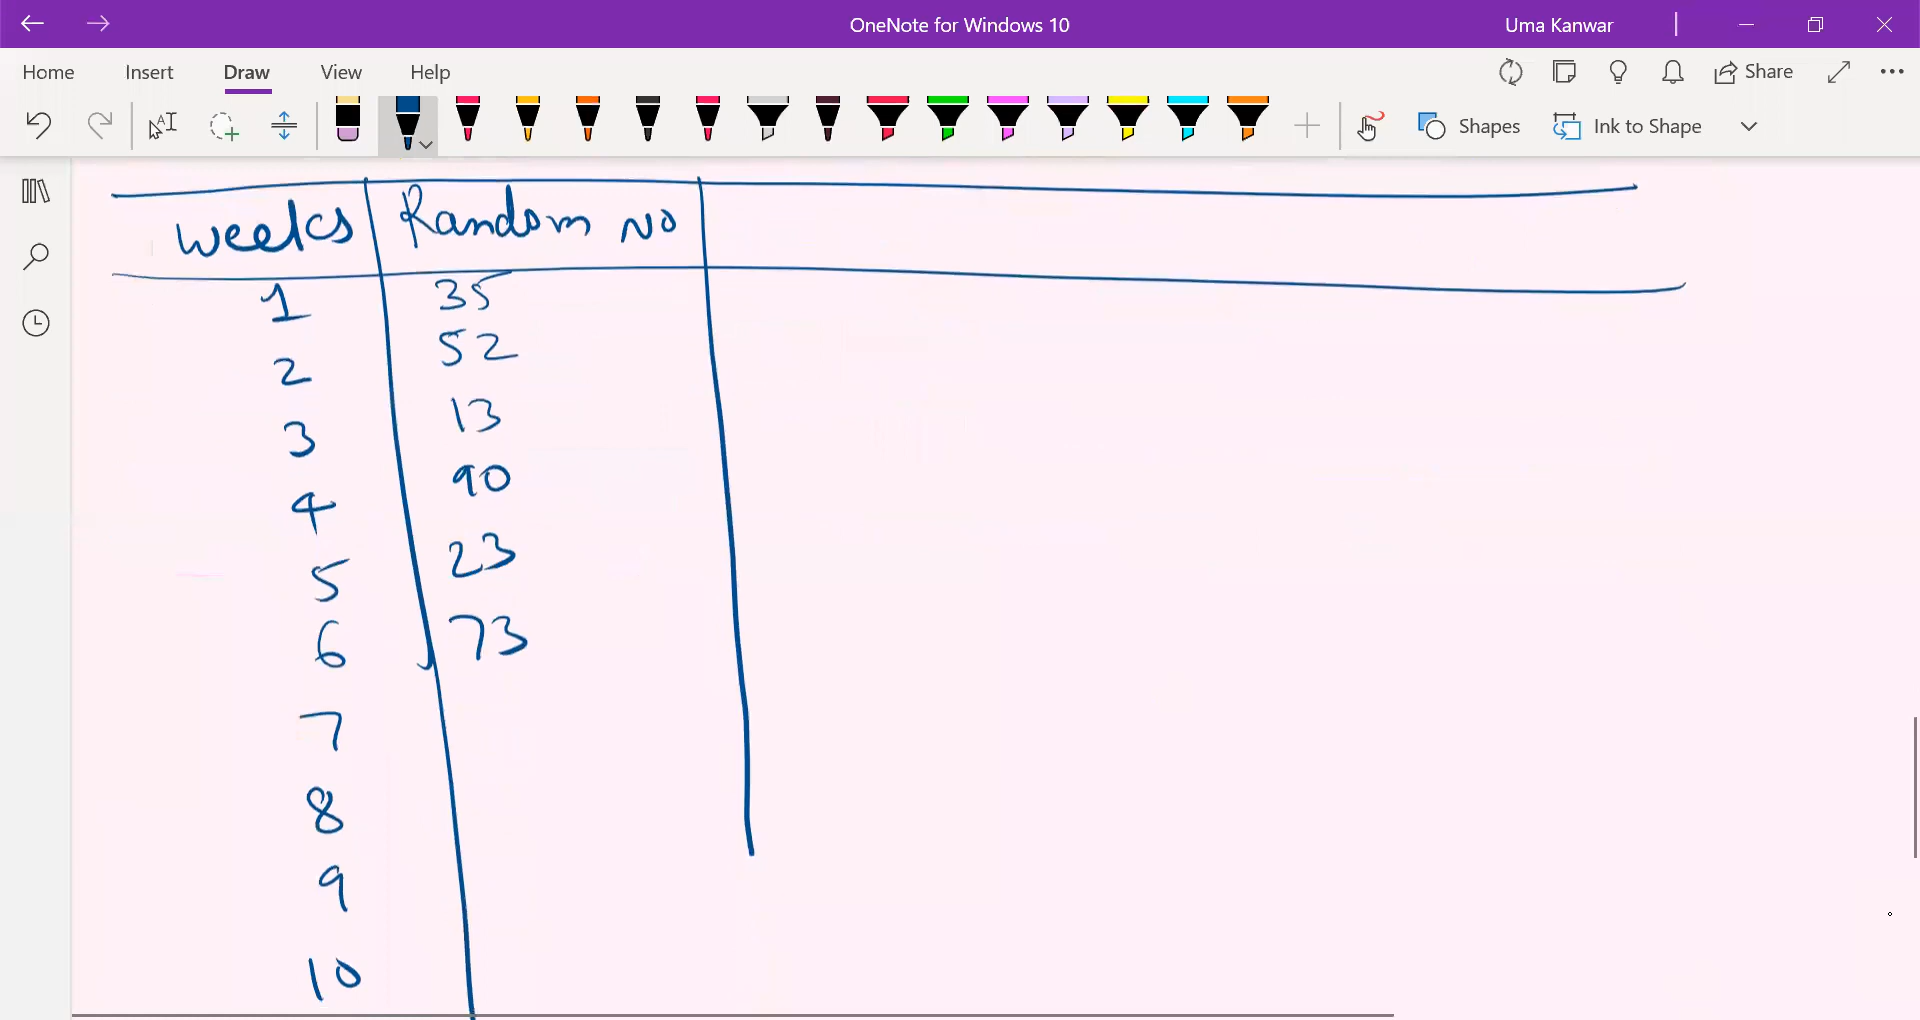 OneNote for Windows 10
Uma Kanwar
Home Insert Draw View Help
Share
Shapes
Ink to Shape
Weeks Random No
1 35
2 52
3 13
4 90
5 23
6 73
7
8
9
10